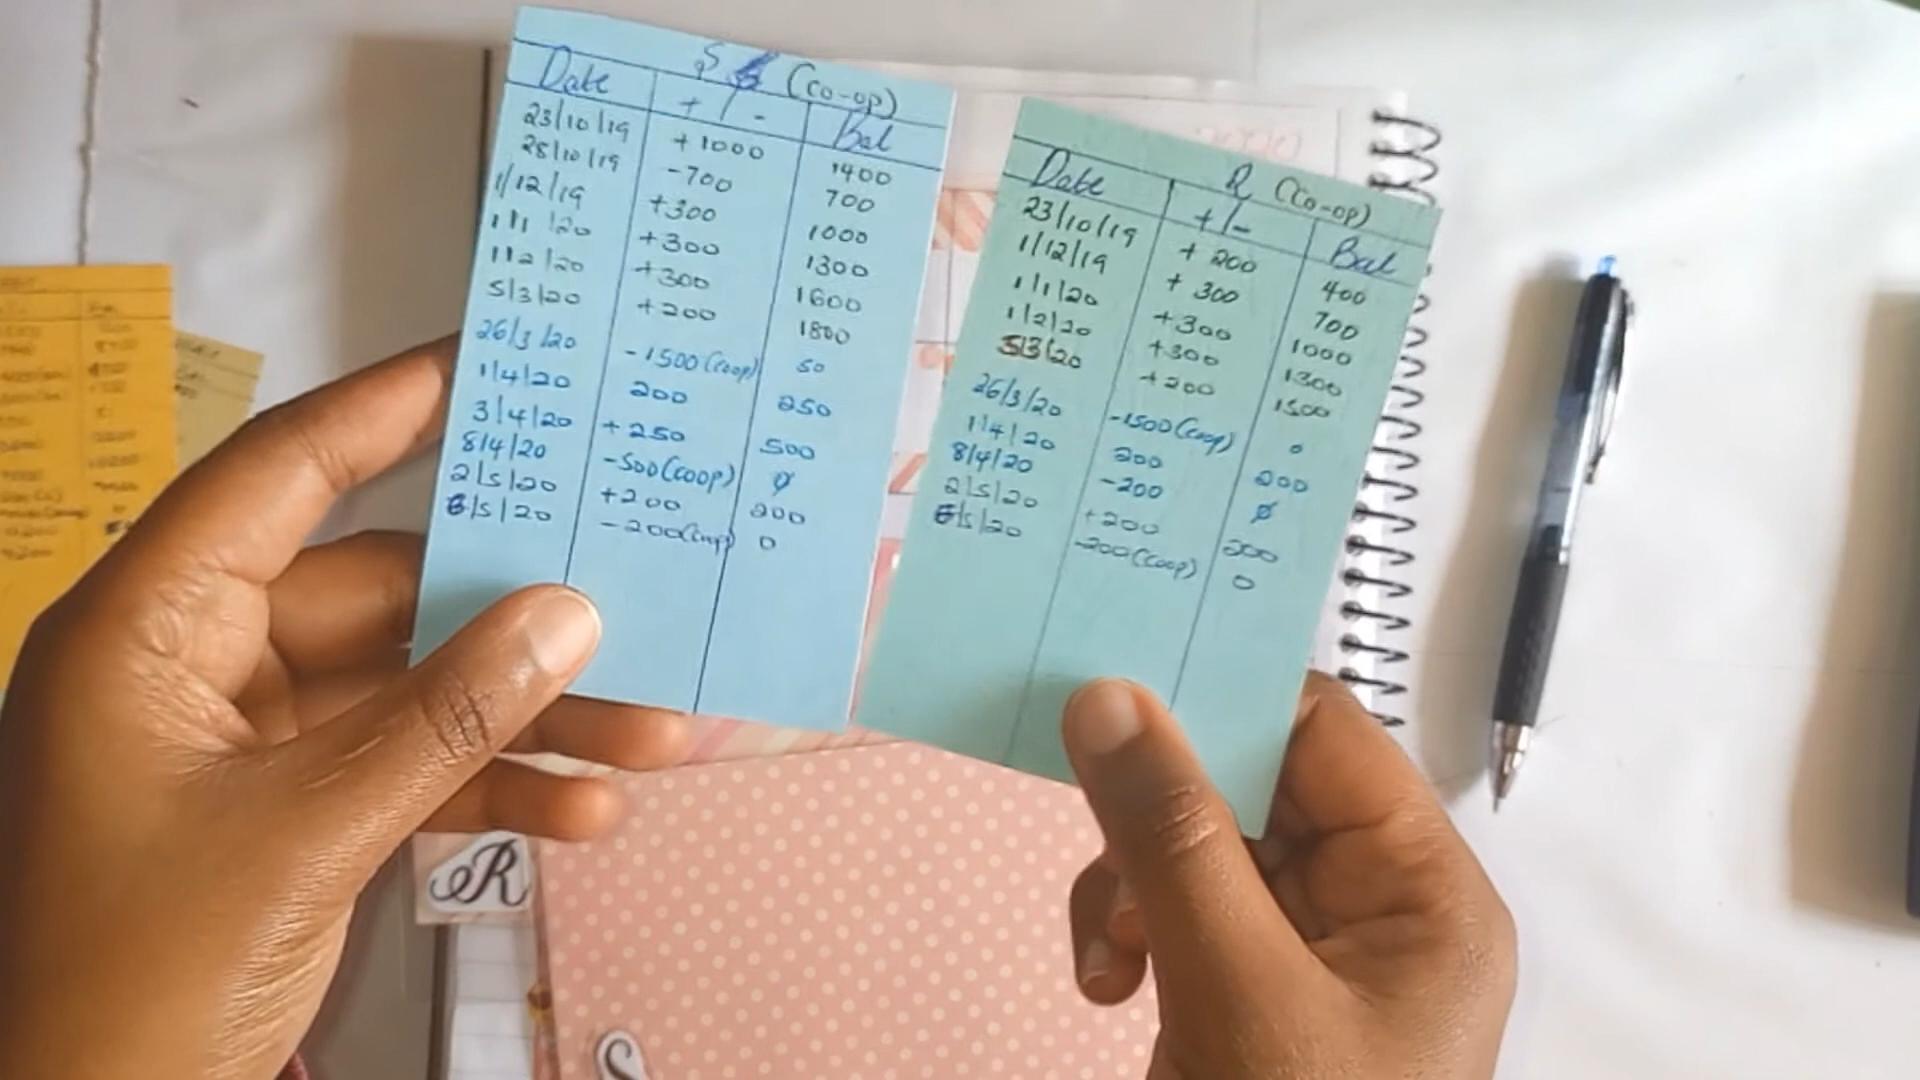 S (Co-op)
Date + / - Bal
23/10/19 +1000 1400
28/10/19 -700 700
1/12/19 +300 1000
1/1/20 +300 1300
1/2/20 +300 1600
5/3/20 +200 1800
26/3/20 -1500(coop) 50
1/4/20 200 250
3/4/20 +250 500
8/4/20 -500(coop) 0
2/5/20 +200 200
6/5/20 -200(coop) 0
R (Co-op)
Date +/- Bal
23/10/19 +200 400
1/12/19 +300 700
1/1/20 +300 1000
1/2/20 +300 1300
5/3/20 +200 1500
26/3/20 -1500(coop) 0
1/4/20 200 200
8/4/20 -200 0
2/5/20 +200 200
6/5/20 -200(coop) 0
R
S